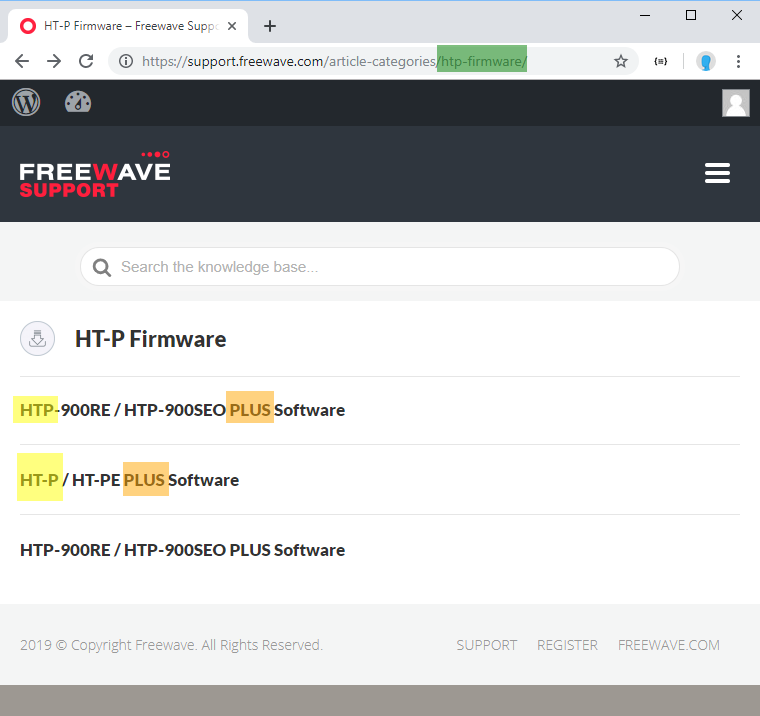 HT-P Firmware – Freewave Suppo
https://support.freewave.com/article-categories/htp-firmware/
FREEWAVE
SUPPORT
Search the knowledge base...
HT-P Firmware
HTP-900RE / HTP-900SEO PLUS Software
HT-P / HT-PE PLUS Software
HTP-900RE / HTP-900SEO PLUS Software
2019 © Copyright Freewave. All Rights Reserved. SUPPORT REGISTER FREEWAVE.COM